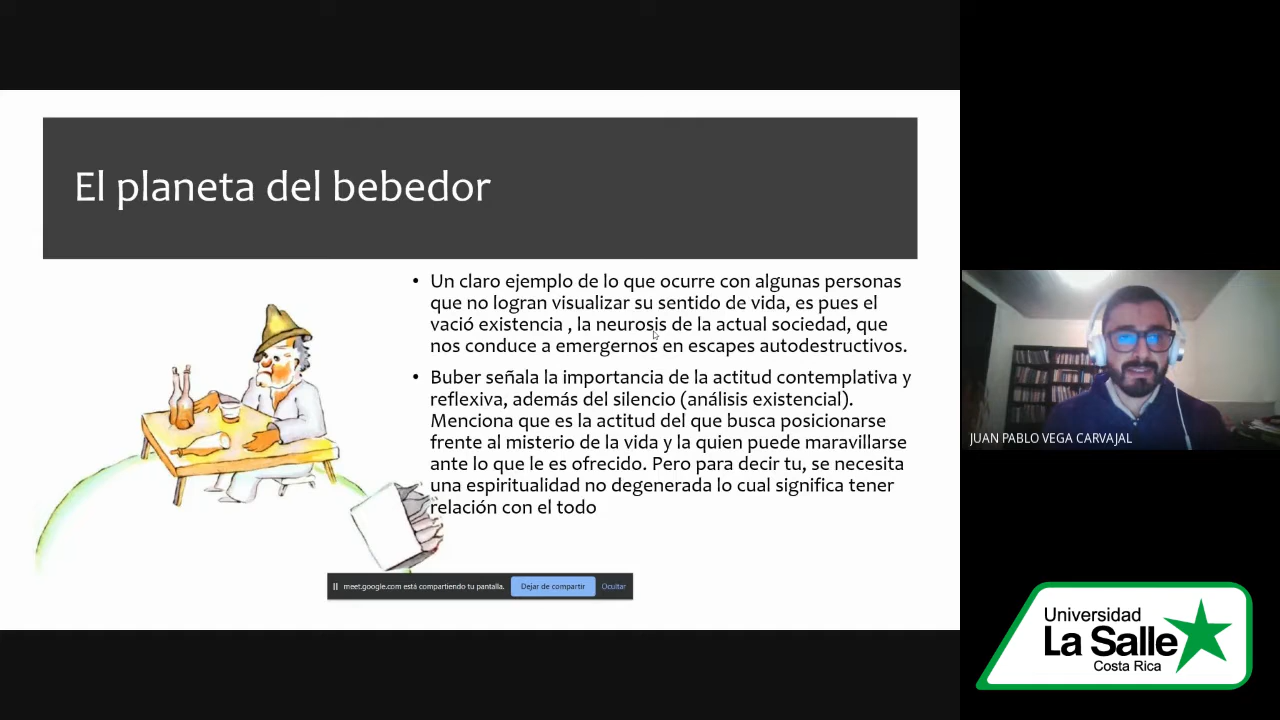 El planeta del bebedor
• Un claro ejemplo de lo que ocurre con algunas personas
que no logran visualizar su sentido de vida, es pues el
vació existencia , la neurosis de la actual sociedad, que
nos conduce a emergernos en escapes autodestructivos.
• Buber señala la importancia de la actitud contemplativa y
reflexiva, además del silencio (análisis existencial).
Menciona que es la actitud del que busca posicionarse
frente al misterio de la vida y la quien puede maravillarse
ante lo que le es ofrecido. Pero para decir tu, se necesita
una espiritualidad no degenerada lo cual significa tener
relación con el todo
meet.google.com está compartiendo tu pantalla. Dejar de compartir Ocultar
JUAN PABLO VEGA CARVAJAL
Universidad
La Salle
Costa Rica